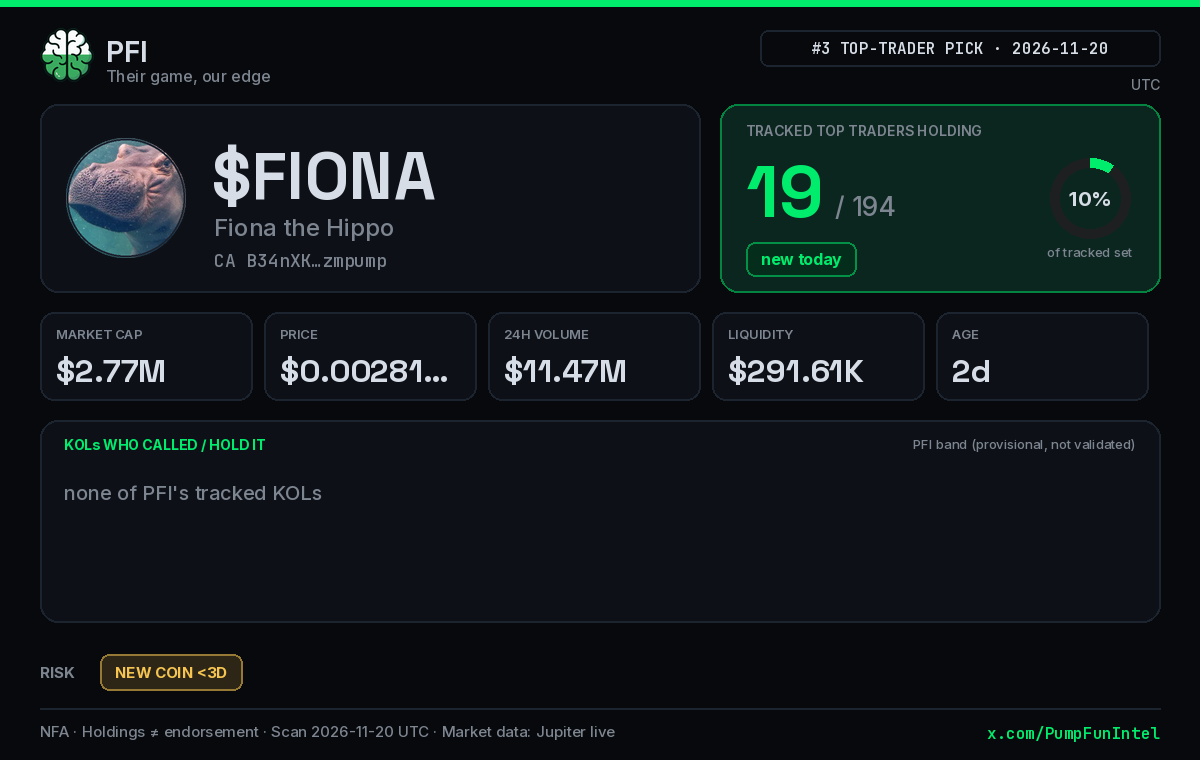 PFI
Their game, our edge
#3 TOP-TRADER PICK · 2026-11-20
UTC
$FIONA
Fiona the Hippo
CA B34nXK…zmpump
TRACKED TOP TRADERS HOLDING
19 / 194
new today
10%
of tracked set
MARKET CAP
$2.77M
PRICE
$0.00281…
24H VOLUME
$11.47M
LIQUIDITY
$291.61K
AGE
2d
KOLs WHO CALLED / HOLD IT
PFI band (provisional, not validated)
none of PFI's tracked KOLs
RISK
NEW COIN <3D
NFA · Holdings ≠ endorsement · Scan 2026-11-20 UTC · Market data: Jupiter live
x.com/PumpFunIntel